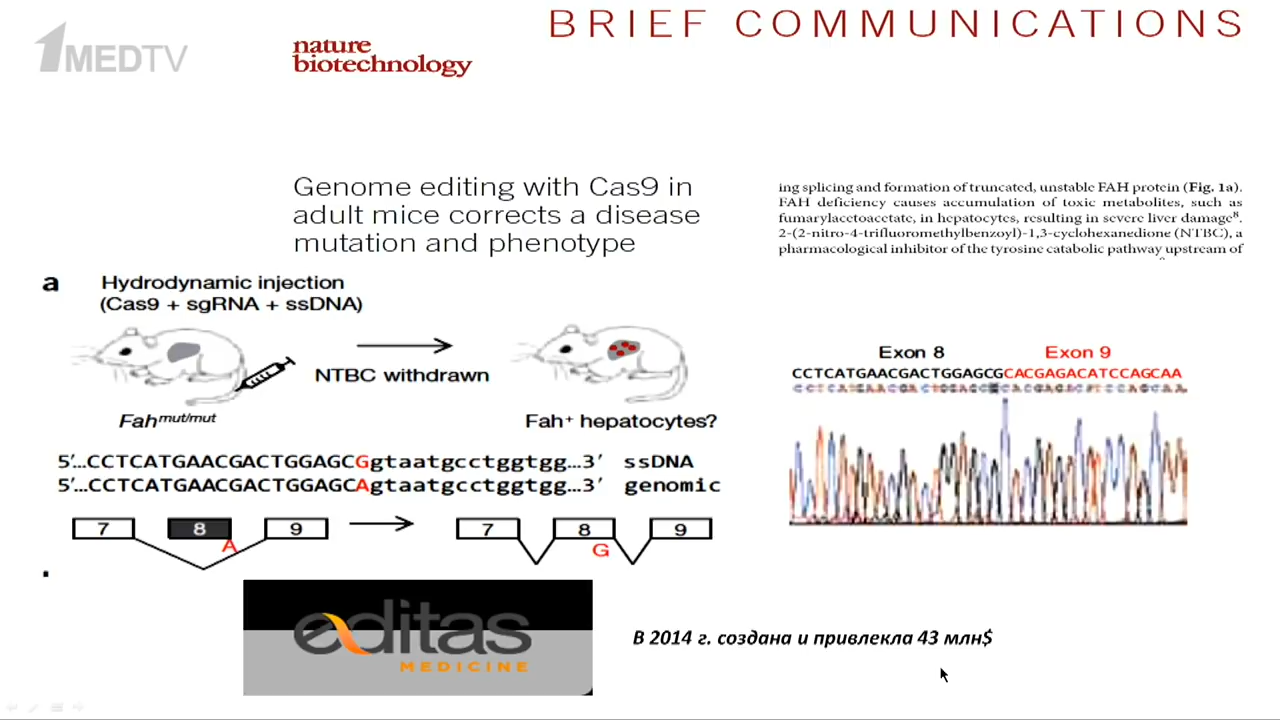 1MEDTV
BRIEF COMMUNICATIONS
nature
biotechnology
Genome editing with Cas9 in
adult mice corrects a disease
mutation and phenotype
ing splicing and formation of truncated, unstable FAH protein (Fig. 1a).
FAH deficiency causes accumulation of toxic metabolites, such as
fumarylacetoacetate, in hepatocytes, resulting in severe liver damage⁸.
2-(2-nitro-4-trifluoromethylbenzoyl)-1,3-cyclohexanedione (NTBC), a
pharmacological inhibitor of the tyrosine catabolic pathway upstream of
a
Hydrodynamic injection
(Cas9 + sgRNA + ssDNA)
NTBC withdrawn
Fah mut/mut
Fah⁺ hepatocytes?
5'...CCTCATGAACGACTGGAGCGgtaatgcctggtgg...3' ssDNA
5'...CCTCATGAACGACTGGAGCAgtaatgcctggtgg...3' genomic
7 8 9 7 8 9
A G
Exon 8 Exon 9
CCTCATGAACGACTGGAGCGCACGAGACATCCAGCAA
editas
MEDICINE
В 2014 г. создана и привлекла 43 млн$